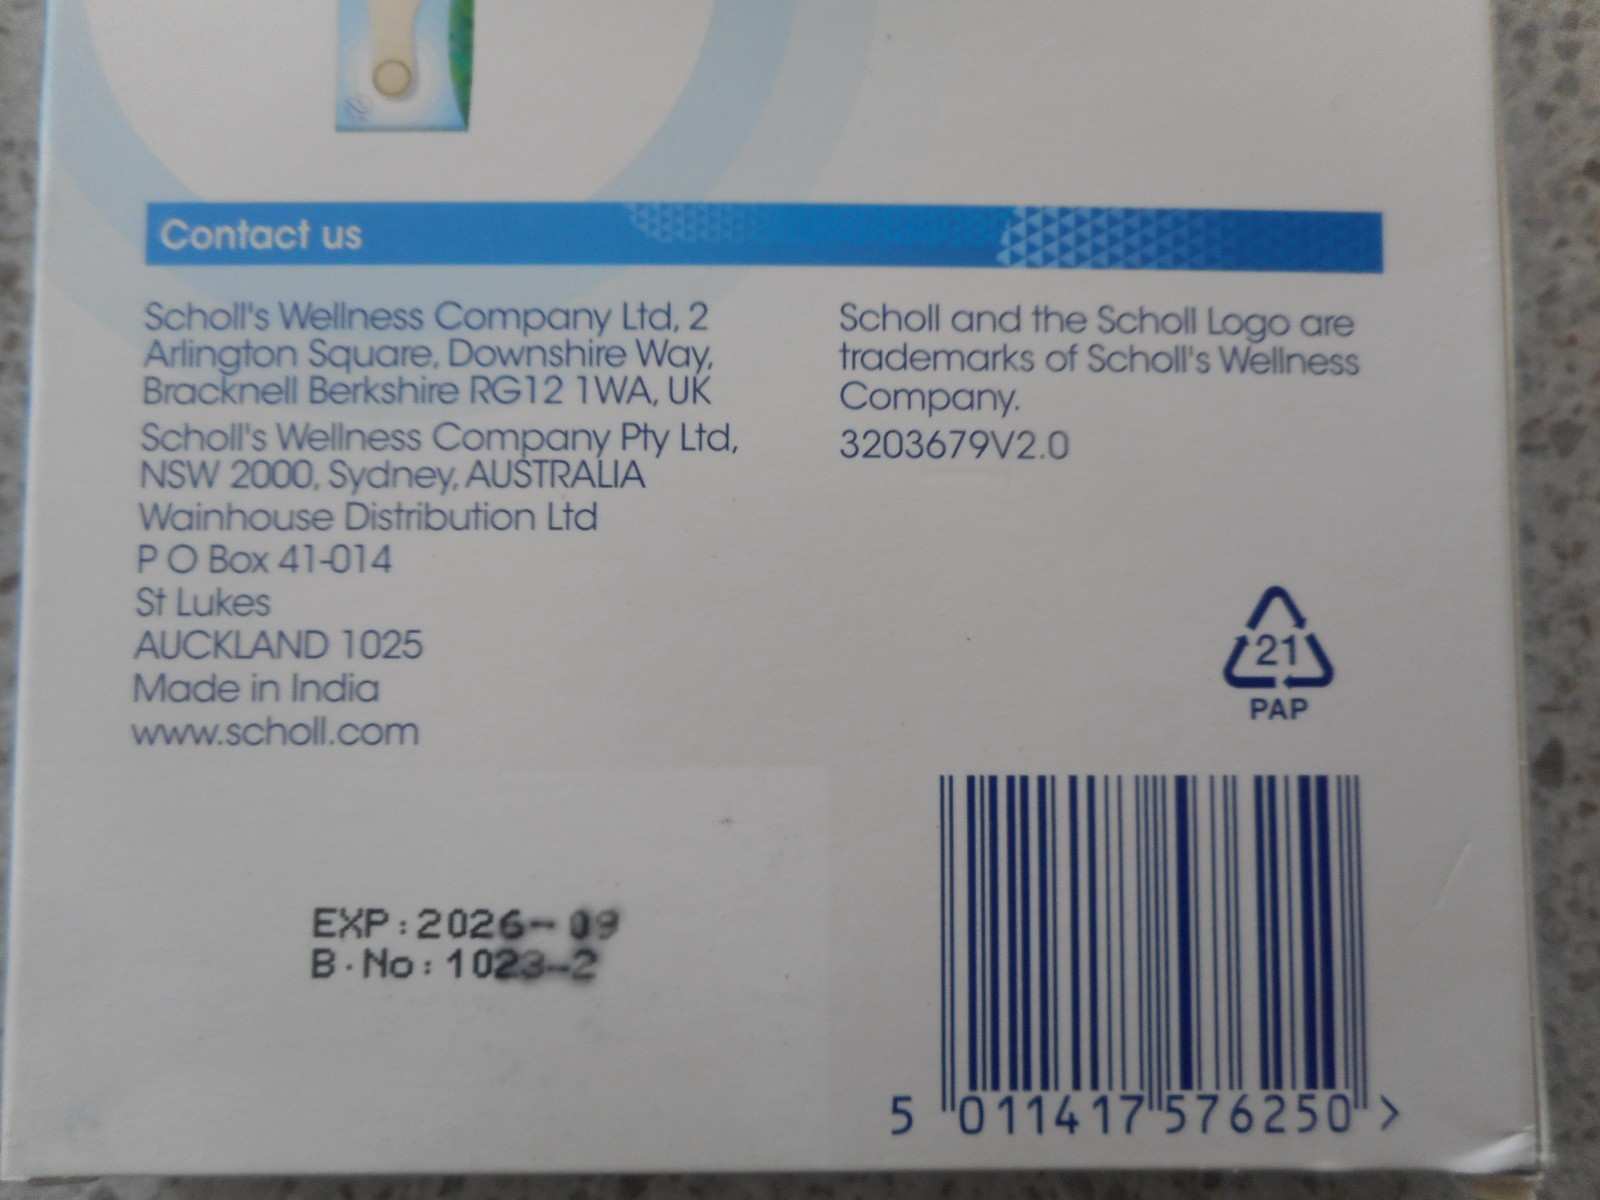 Contact us
Scholl's Wellness Company Ltd, 2
Arlington Square, Downshire Way,
Bracknell Berkshire RG12 1WA, UK
Scholl's Wellness Company Pty Ltd,
NSW 2000, Sydney, AUSTRALIA
Wainhouse Distribution Ltd
P O Box 41-014
St Lukes
AUCKLAND 1025
Made in India
www.scholl.com
Scholl and the Scholl Logo are
trademarks of Scholl's Wellness
Company.
3203679V2.0
21
PAP
EXP:2026-09
B.No:1023-2
5 011417 576250 >